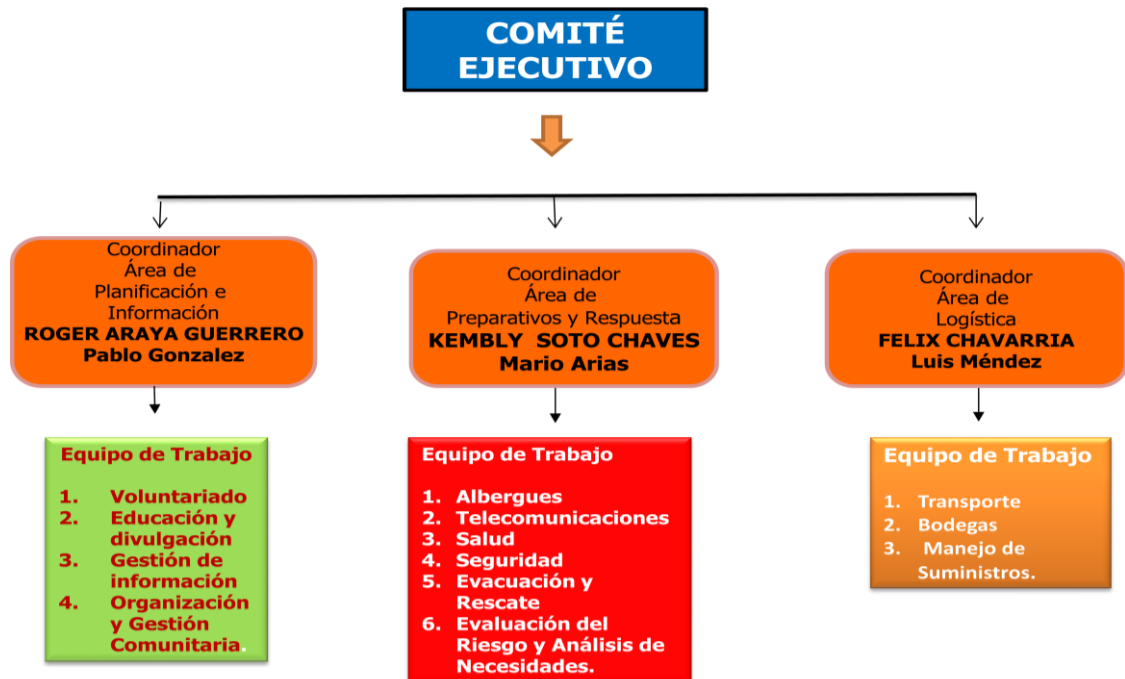 COMITÉ
EJECUTIVO
Coordinador
Área de
Planificación e
Información
ROGER ARAYA GUERRERO
Pablo Gonzalez
Coordinador
Área de
Preparativos y Respuesta
KEMBLY SOTO CHAVES
Mario Arias
Coordinador
Área de
Logística
FELIX CHAVARRIA
Luis Méndez
Equipo de Trabajo
1. Voluntariado
2. Educación y
divulgación
3. Gestión de
información
4. Organización
y Gestión
Comunitaria.
Equipo de Trabajo
1. Albergues
2. Telecomunicaciones
3. Salud
4. Seguridad
5. Evacuación y
Rescate
6. Evaluación del
Riesgo y Análisis de
Necesidades.
Equipo de Trabajo
1. Transporte
2. Bodegas
3. Manejo de
Suministros.